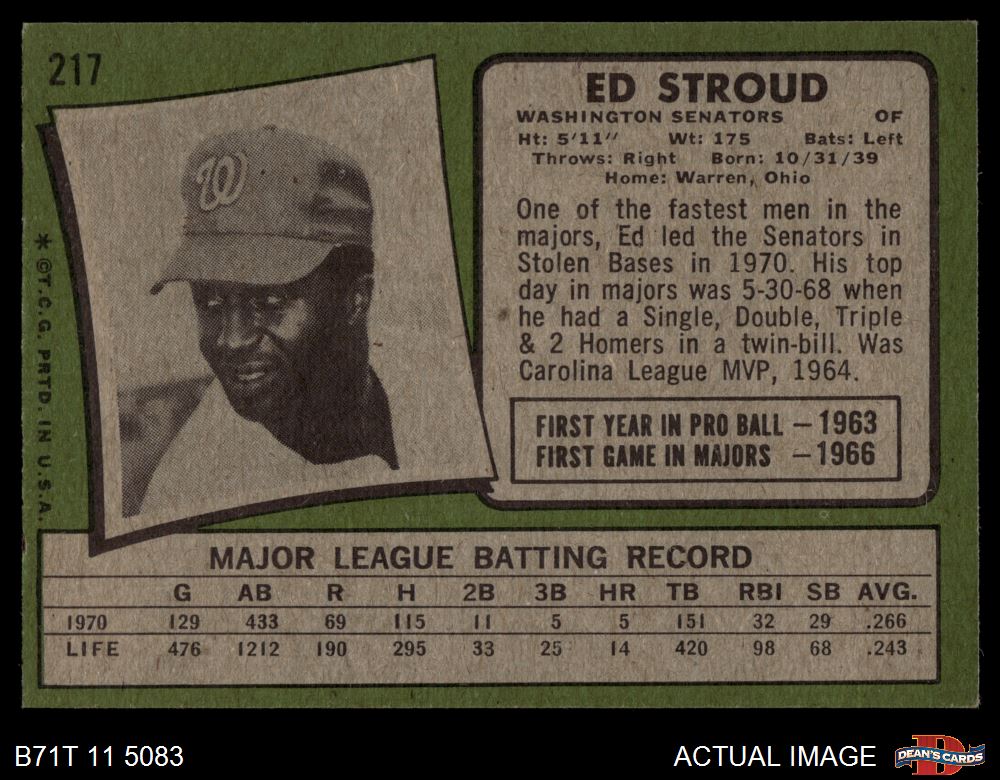 217
W
* ©T.C.G. PRTD. IN U.S.A.
ED STROUD
WASHINGTON SENATORS OF
Ht: 5'11" Wt: 175 Bats: Left
Throws: Right Born: 10/31/39
Home: Warren, Ohio
One of the fastest men in the
majors, Ed led the Senators in
Stolen Bases in 1970. His top
day in majors was 5-30-68 when
he had a Single, Double, Triple
& 2 Homers in a twin-bill. Was
Carolina League MVP, 1964.
FIRST YEAR IN PRO BALL – 1963
FIRST GAME IN MAJORS – 1966
MAJOR LEAGUE BATTING RECORD
G AB R H 2B 3B HR TB RBI SB AVG.
1970 129 433 69 115 11 5 5 151 32 29 .266
LIFE 476 1212 190 295 33 25 14 420 98 68 .243
B71T 11 5083
ACTUAL IMAGE
DEAN'S CARDS